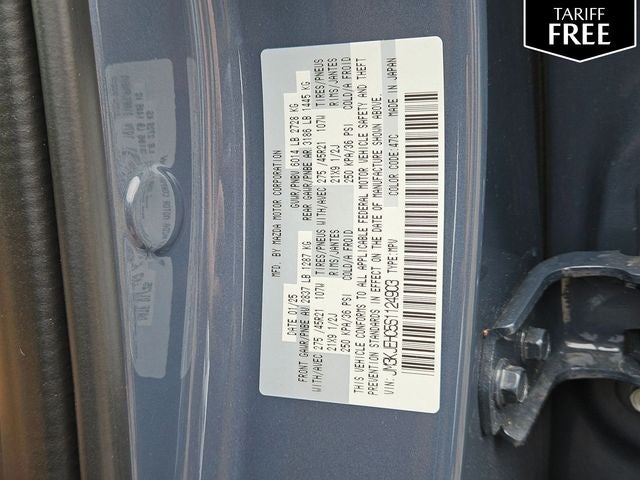 TARIFF
FREE
MFD. BY MAZDA MOTOR CORPORATION
DATE 01/25 GVWR/PNBV 6014 LB 2728 KG
FRONT GAWR/PNBE AV 2837 LB 1287 KG REAR GAWR/PNBE AR 3186 LB 1445 KG
WITH/AVEC 275 /45R21 107W TIRES/PNEUS WITH/AVEC 275 /45R21 107W TIRES/PNEUS
21X9 1/2J RIMS/JANTES 21X9 1/2J RIMS/JANTES
250 KPA/36 PSI COLD/A FROID 250 KPA/36 PSI COLD/A FROID
THIS VEHICLE CONFORMS TO ALL APPLICABLE FEDERAL MOTOR VEHICLE SAFETY AND THEFT
PREVENTION STANDARDS IN EFFECT ON THE DATE OF MANUFACTURE SHOWN ABOVE.
VIN: TYPE:MPV COLOR CODE:47C MADE IN JAPAN